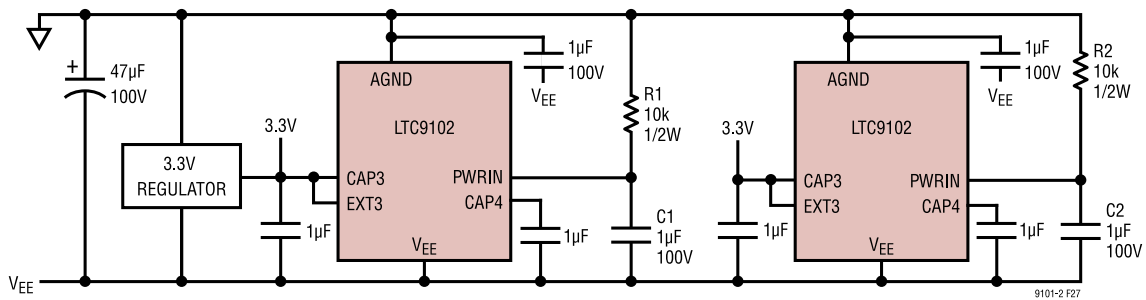 + 47µF
100V
3.3V
REGULATOR
3.3V
1µF
AGND
LTC9102
CAP3
EXT3
PWRIN
CAP4
VEE
1µF
100V
VEE
1µF
R1
10k
1/2W
C1
1µF
100V
3.3V
1µF
AGND
LTC9102
CAP3
EXT3
PWRIN
CAP4
VEE
1µF
100V
VEE
1µF
R2
10k
1/2W
C2
1µF
100V
VEE
9101-2 F27